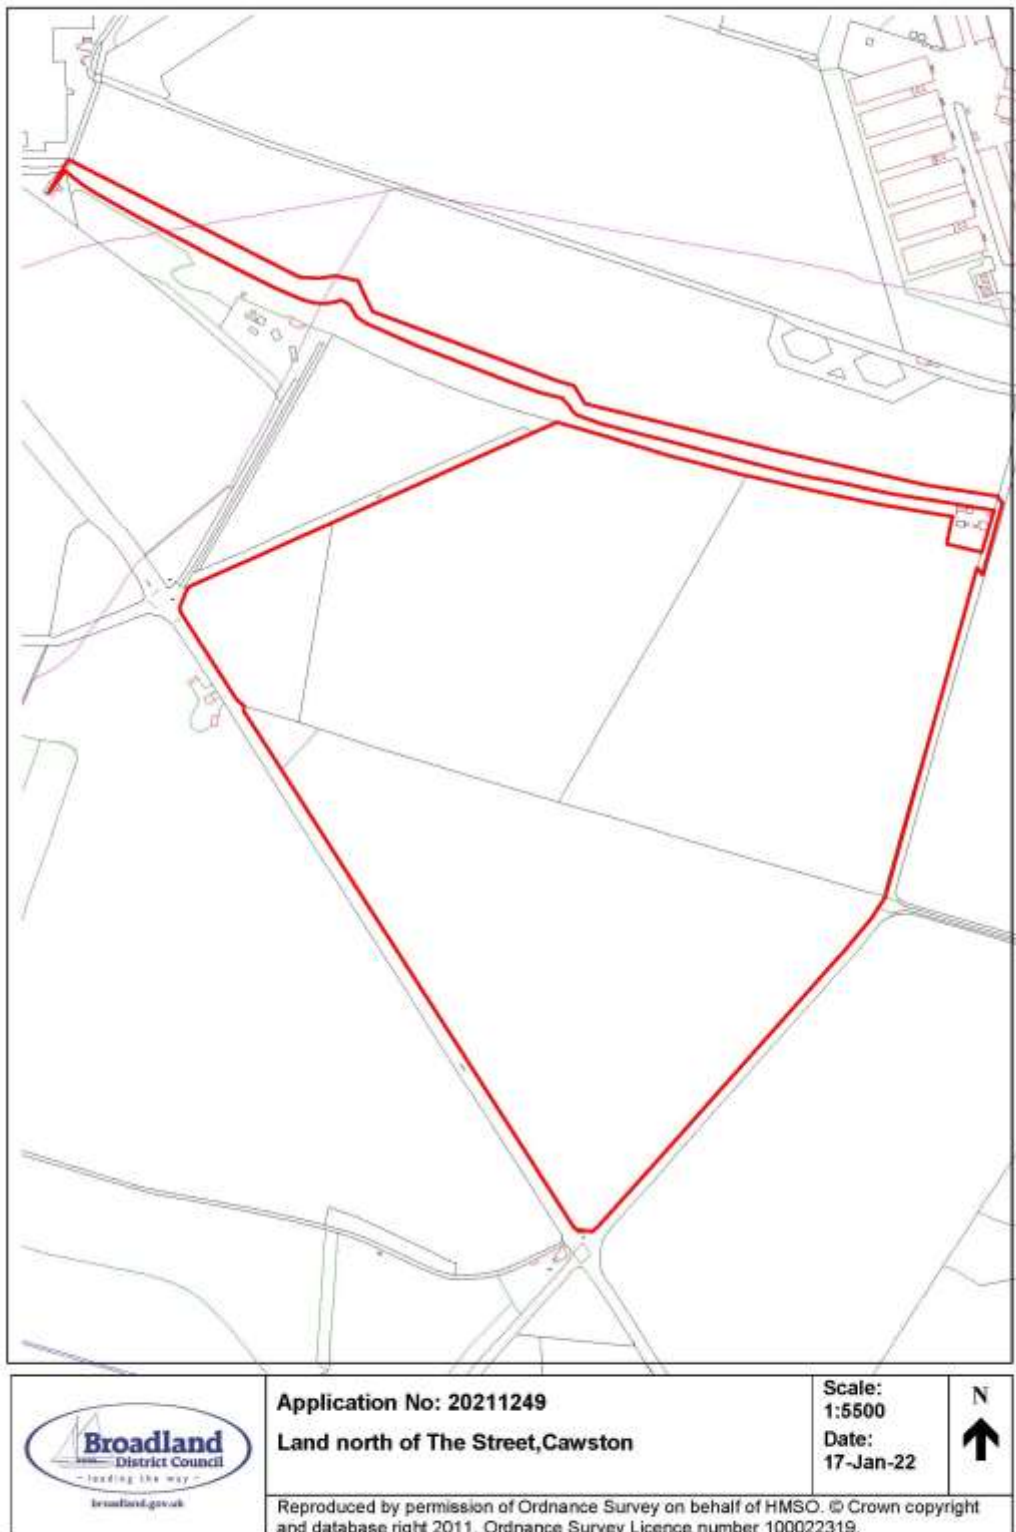 Broadland
District Council
- leading the way -
broadland.gov.uk
Application No: 20211249
Land north of The Street,Cawston
Scale:
1:5500
Date:
17-Jan-22
N
Reproduced by permission of Ordnance Survey on behalf of HMSO. © Crown copyright
and database right 2011. Ordnance Survey Licence number 100022319.